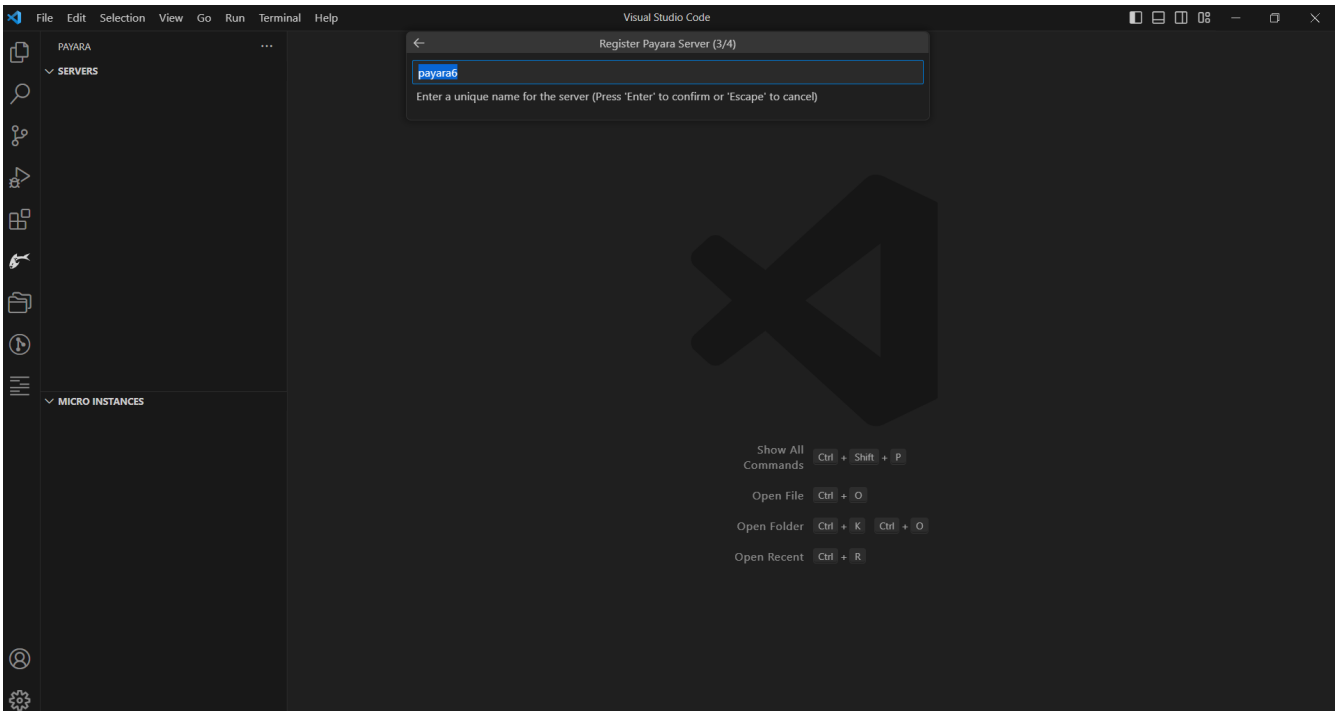 File Edit Selection View Go Run Terminal Help
Visual Studio Code
PAYARA
SERVERS
MICRO INSTANCES
Register Payara Server (3/4)
payara6
Enter a unique name for the server (Press 'Enter' to confirm or 'Escape' to cancel)
Show All Commands Ctrl + Shift + P
Open File Ctrl + O
Open Folder Ctrl + K Ctrl + O
Open Recent Ctrl + R